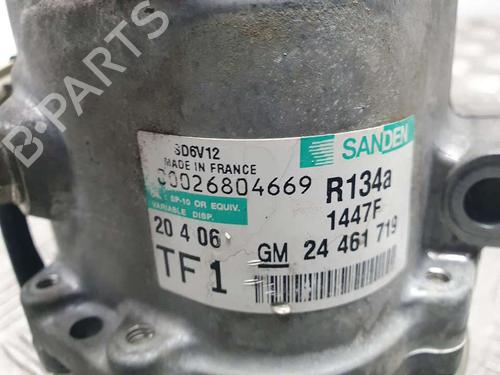 SD6V12
MADE IN FRANCE
SANDEN
00026804669
R134a
SP-10 OR EQUIV.
VARIABLE DISP.
1447F
20 4 06
GM 24 461 719
TF1
B-PARTS